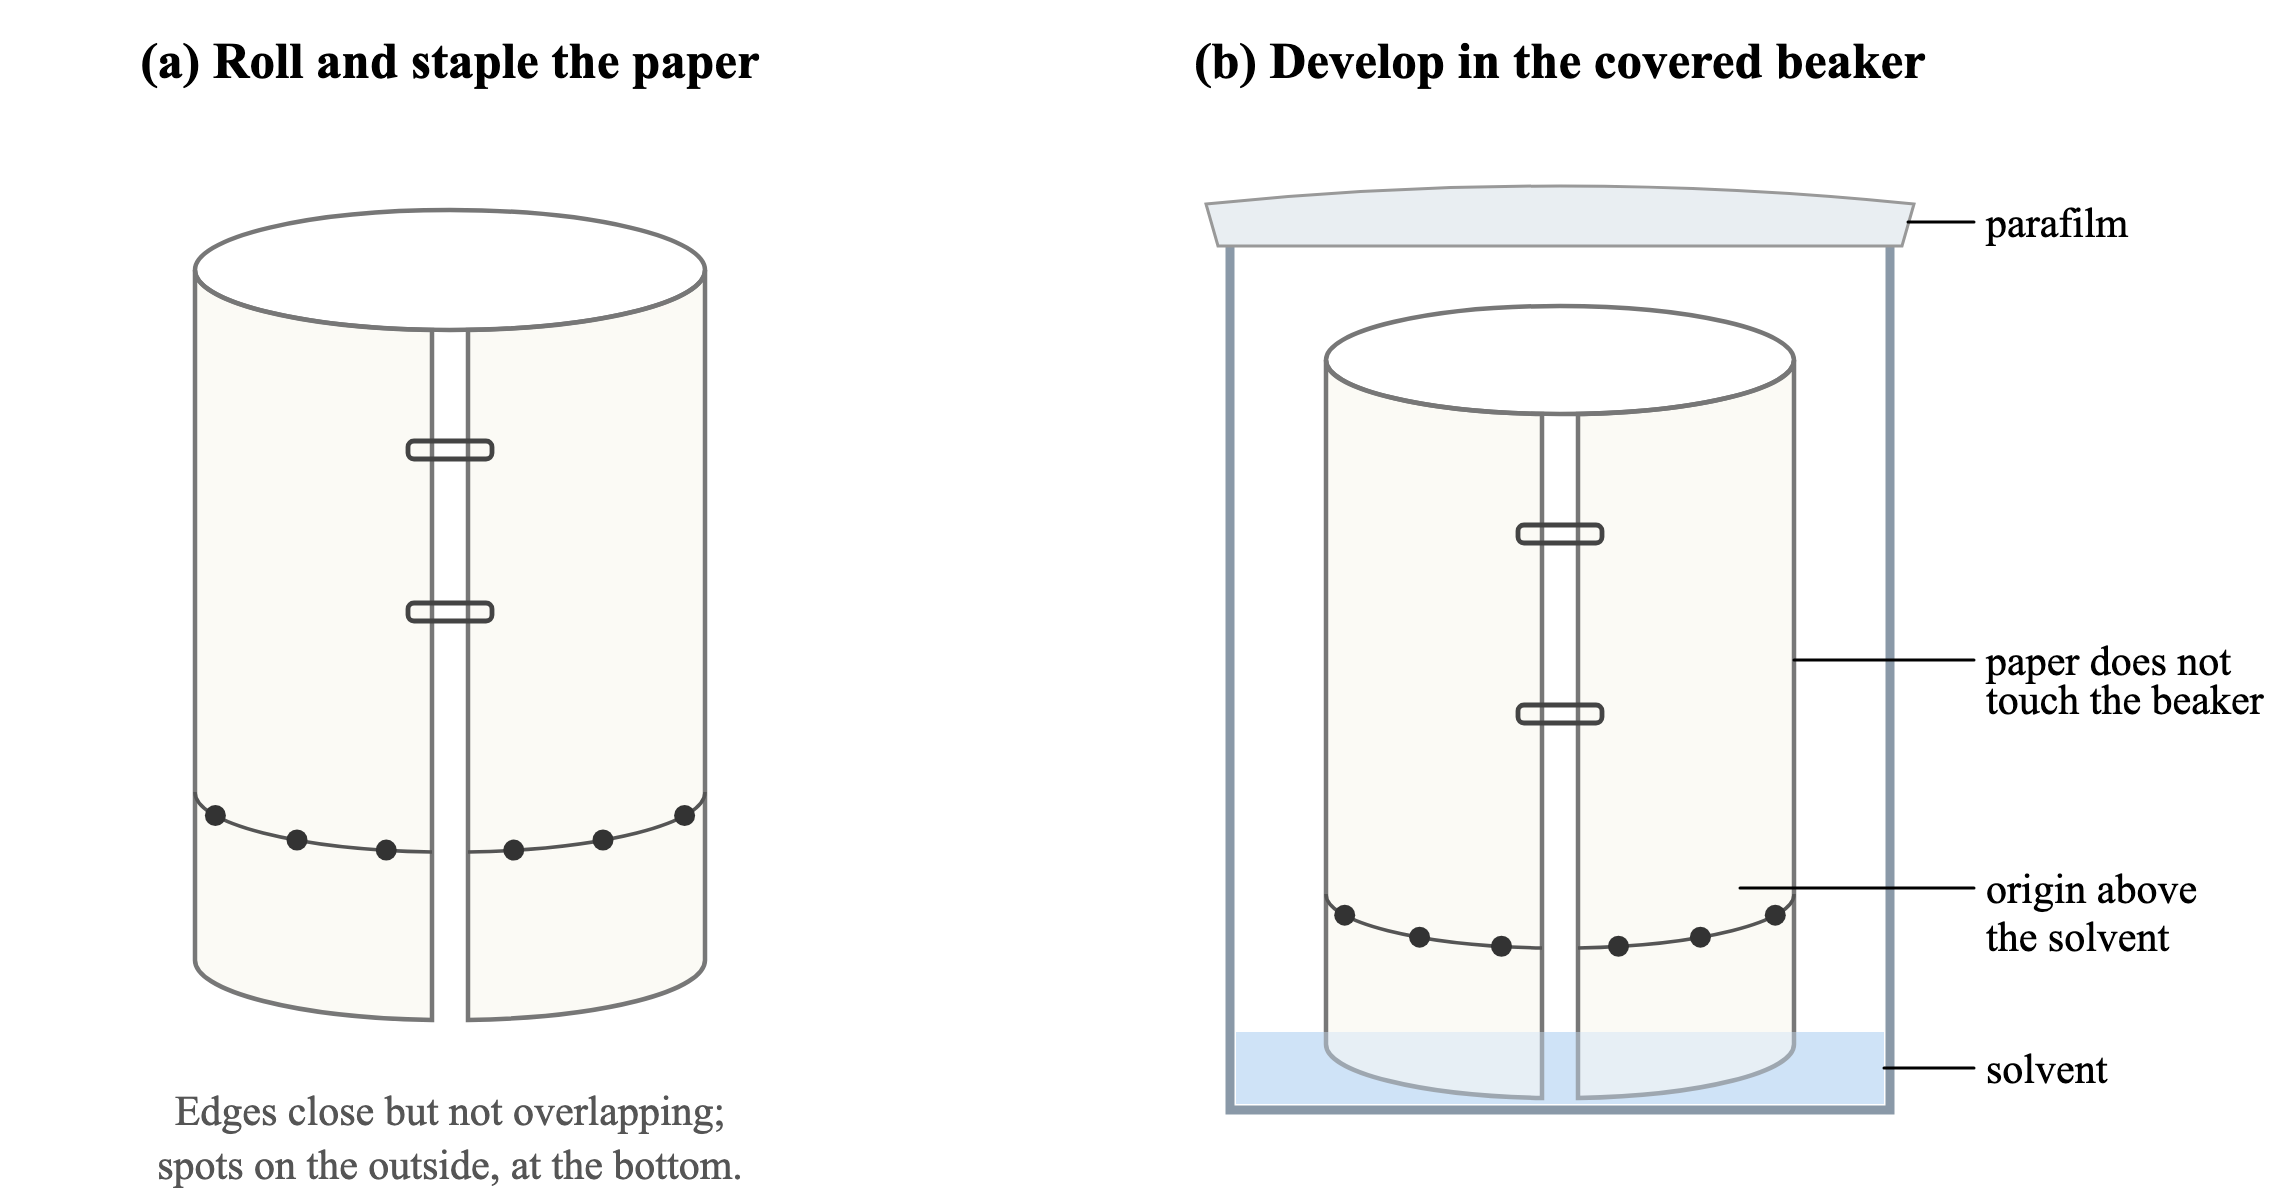 (a) Roll and staple the paper
Edges close but not overlapping;
spots on the outside, at the bottom.
(b) Develop in the covered beaker
parafilm
paper does not
touch the beaker
origin above
the solvent
solvent